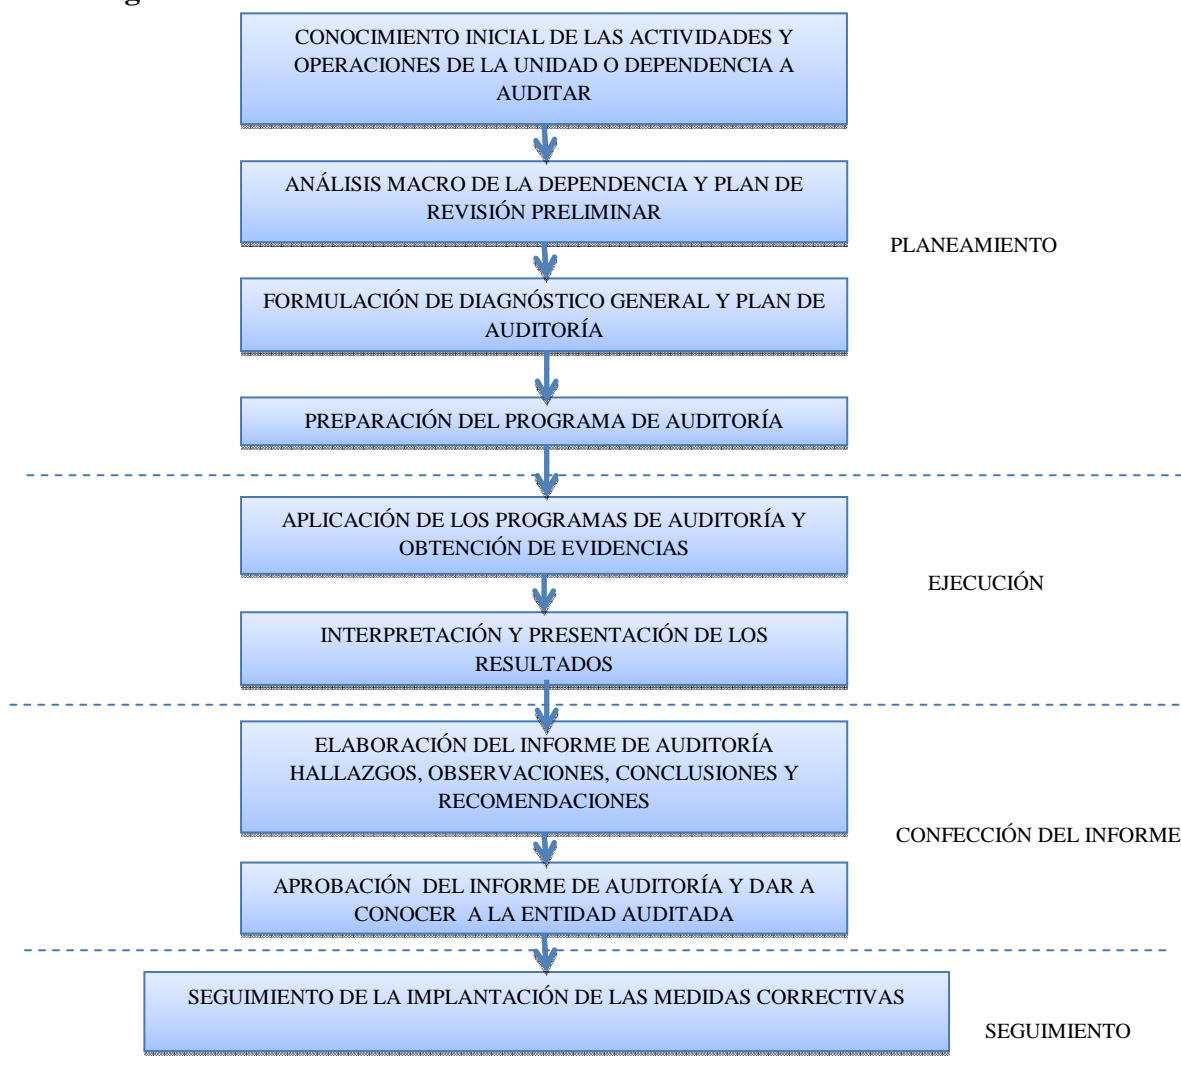 CONOCIMIENTO INICIAL DE LAS ACTIVIDADES Y
OPERACIONES DE LA UNIDAD O DEPENDENCIA A
AUDITAR
ANÁLISIS MACRO DE LA DEPENDENCIA Y PLAN DE
REVISIÓN PRELIMINAR
PLANEAMIENTO
FORMULACIÓN DE DIAGNÓSTICO GENERAL Y PLAN DE
AUDITORÍA
PREPARACIÓN DEL PROGRAMA DE AUDITORÍA
APLICACIÓN DE LOS PROGRAMAS DE AUDITORÍA Y
OBTENCIÓN DE EVIDENCIAS
EJECUCIÓN
INTERPRETACIÓN Y PRESENTACIÓN DE LOS
RESULTADOS
ELABORACIÓN DEL INFORME DE AUDITORÍA
HALLAZGOS, OBSERVACIONES, CONCLUSIONES Y
RECOMENDACIONES
CONFECCIÓN DEL INFORME
APROBACIÓN DEL INFORME DE AUDITORÍA Y DAR A
CONOCER A LA ENTIDAD AUDITADA
SEGUIMIENTO DE LA IMPLANTACIÓN DE LAS MEDIDAS CORRECTIVAS
SEGUIMIENTO